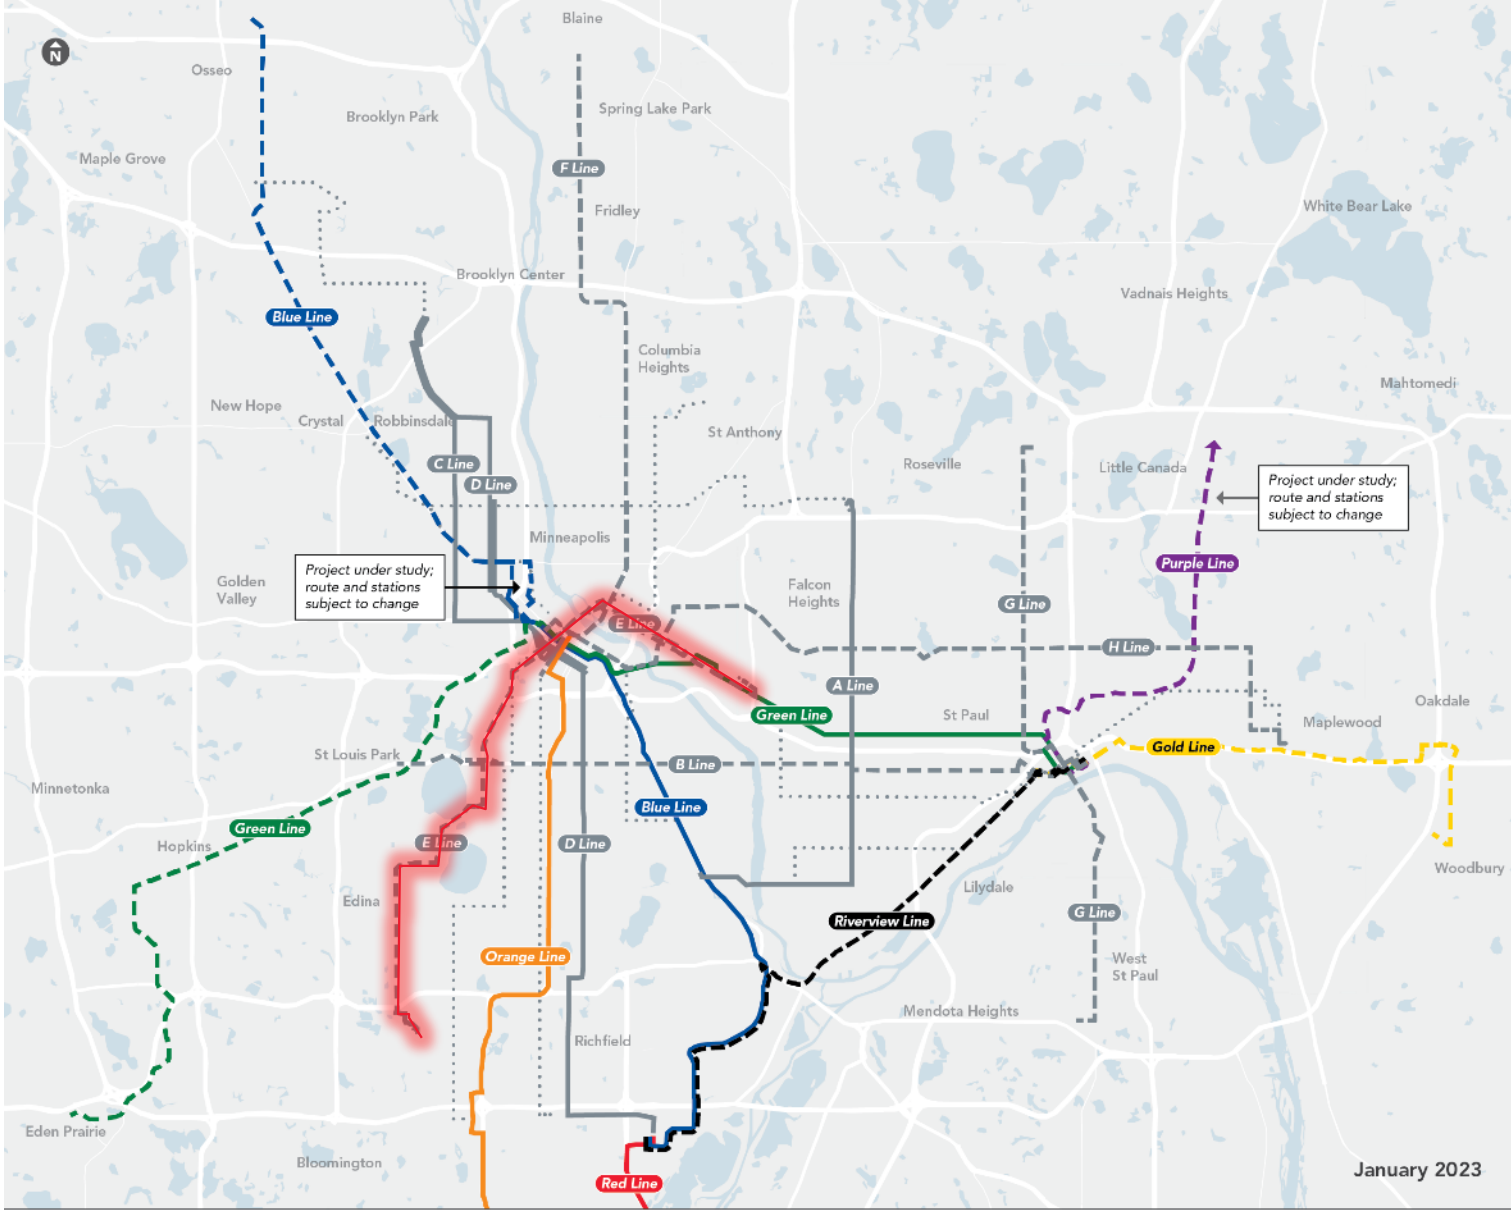 Blaine
N
Osseo
Spring Lake Park
Brooklyn Park
Maple Grove
F Line
White Bear Lake
Fridley
Brooklyn Center
Vadnais Heights
Blue Line
Columbia
Heights
Mahtomedi
New Hope
Crystal
Robbinsdale
St Anthony
C Line
Roseville
Little Canada
D Line
Project under study;
route and stations
subject to change
Minneapolis
Purple Line
Project under study;
route and stations
subject to change
Golden
Valley
Falcon
Heights
G Line
E Line
H Line
A Line
Green Line
St Paul
Oakdale
Maplewood
St Louis Park
Gold Line
B Line
Minnetonka
Blue Line
Green Line
Hopkins
E Line
D Line
Woodbury
Lilydale
Edina
Riverview Line
G Line
Orange Line
West
St Paul
Mendota Heights
Richfield
Eden Prairie
Bloomington
January 2023
Red Line